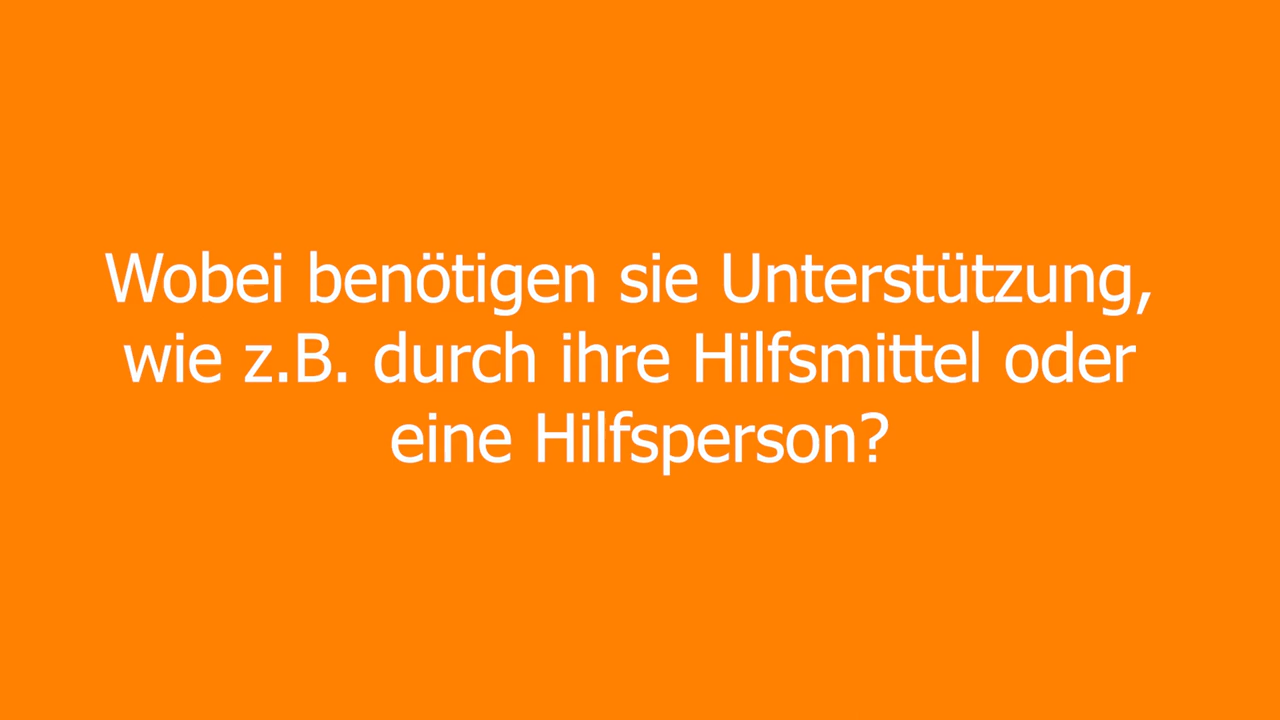 Wobei benötigen sie Unterstützung,
wie z.B. durch ihre Hilfsmittel oder
eine Hilfsperson?